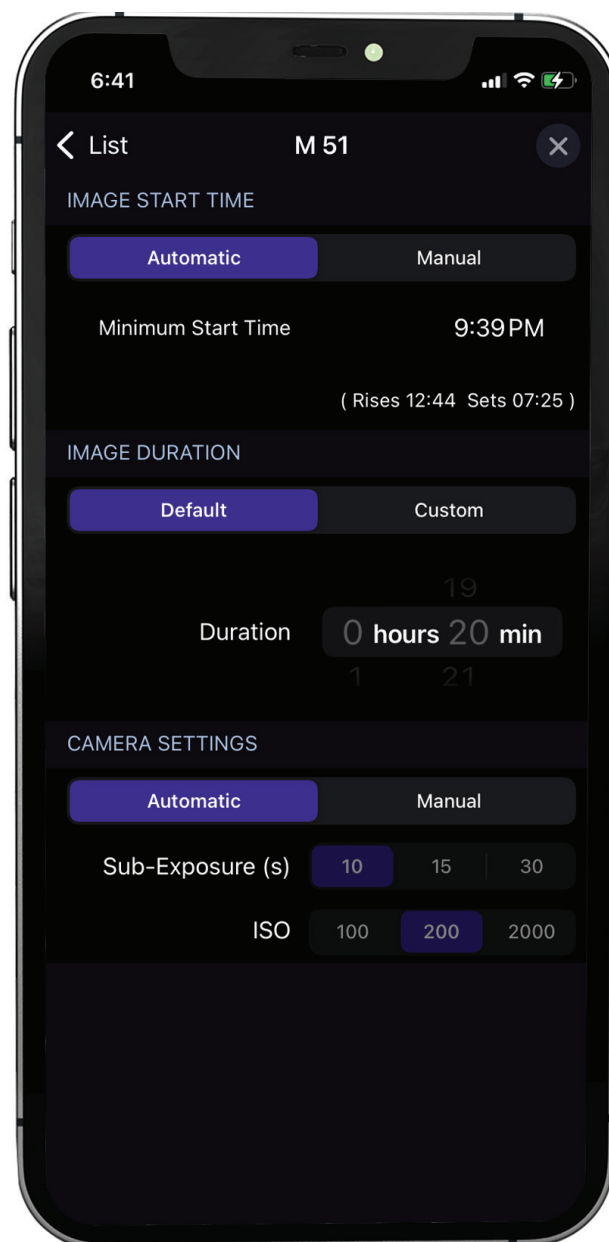 6:41
List M 51
IMAGE START TIME
Automatic Manual
Minimum Start Time 9:39 PM
( Rises 12:44 Sets 07:25 )
IMAGE DURATION
Default Custom
19
Duration 0 hours 20 min
1 21
CAMERA SETTINGS
Automatic Manual
Sub-Exposure (s) 10 15 30
ISO 100 200 2000